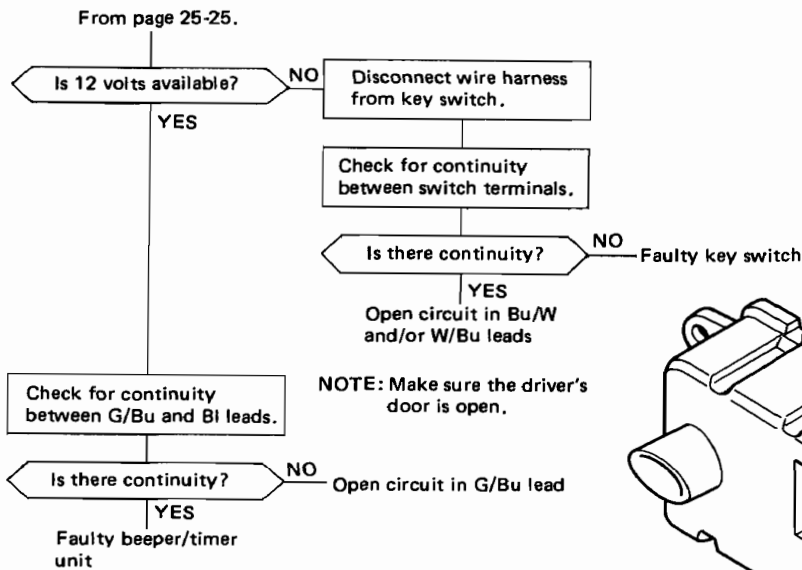 From page 25-25.
Is 12 volts available?
NO
YES
Disconnect wire harness
from key switch.
Check for continuity
between switch terminals.
Is there continuity?
NO
Faulty key switch
YES
Open circuit in Bu/W
and/or W/Bu leads
NOTE: Make sure the driver's
door is open.
Check for continuity
between G/Bu and Bl leads.
Is there continuity?
NO
Open circuit in G/Bu lead
YES
Faulty beeper/timer
unit